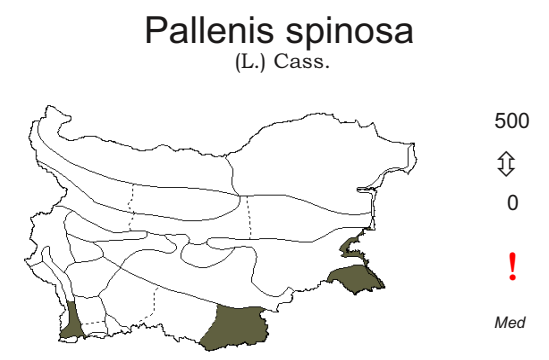 Pallenis spinosa
(L.) Cass.
500
⇕
0
!
Med